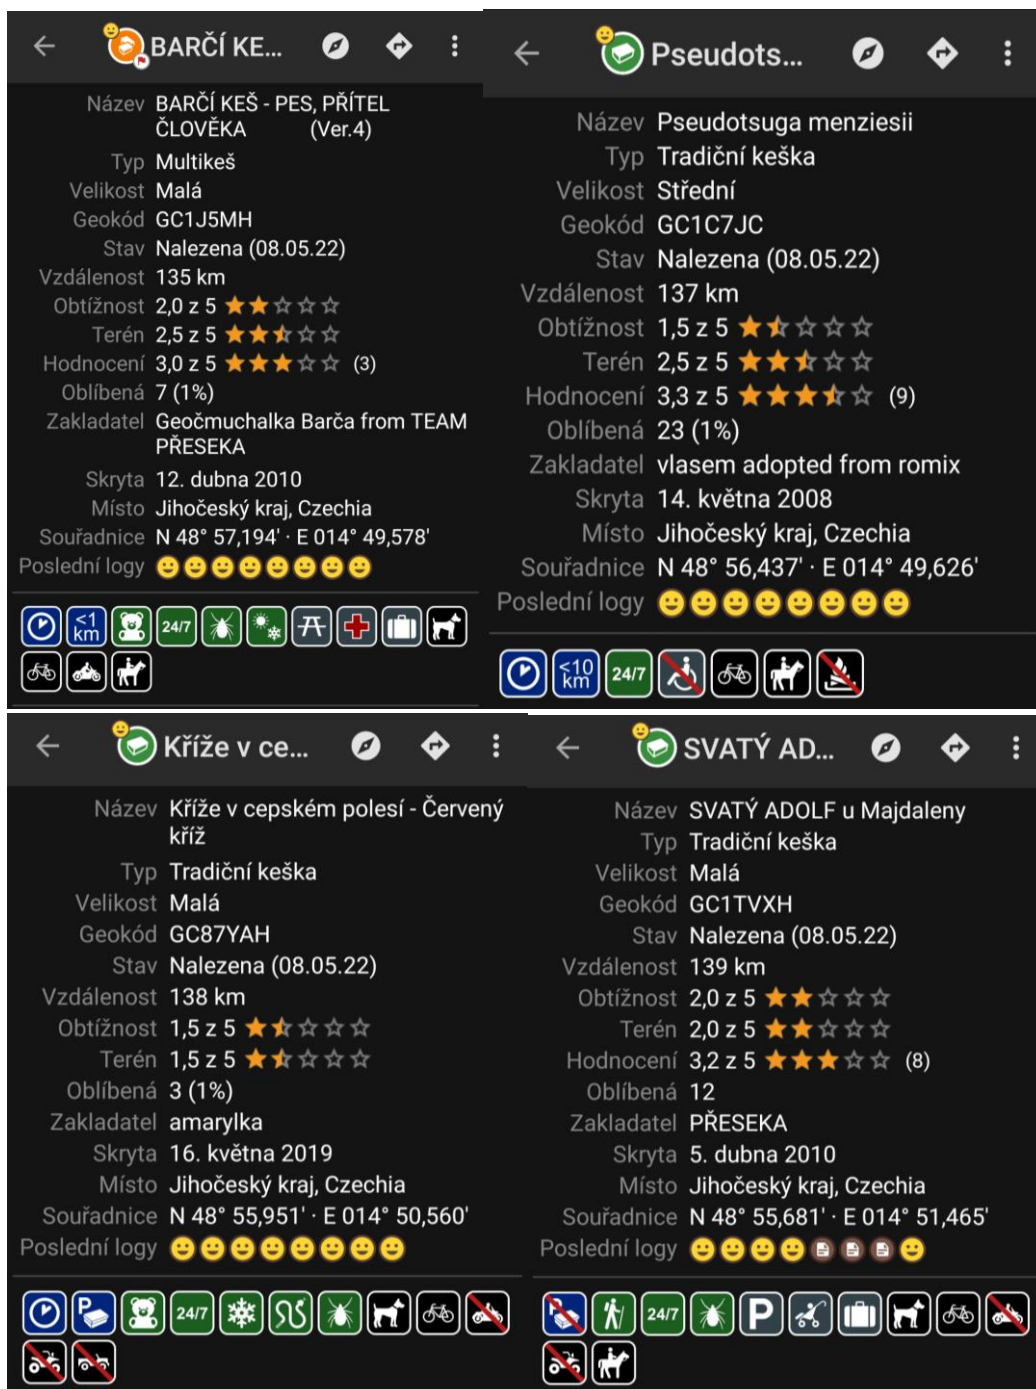 BARČÍ KE...
Název BARČÍ KEŠ - PES, PŘÍTEL
ČLOVĚKA (Ver.4)
Typ Multikeš
Velikost Malá
Geokód GC1J5MH
Stav Nalezena (08.05.22)
Vzdálenost 135 km
Obtížnost 2,0 z 5
Terén 2,5 z 5
Hodnocení 3,0 z 5 (3)
Oblíbená 7 (1%)
Zakladatel Geočmuchalka Barča from TEAM
PŘESEKA
Skryta 12. dubna 2010
Místo Jihočeský kraj, Czechia
Souřadnice N 48° 57,194' · E 014° 49,578'
Poslední logy
<1 km 24/7
Pseudots...
Název Pseudotsuga menziesii
Typ Tradiční keška
Velikost Střední
Geokód GC1C7JC
Stav Nalezena (08.05.22)
Vzdálenost 137 km
Obtížnost 1,5 z 5
Terén 2,5 z 5
Hodnocení 3,3 z 5 (9)
Oblíbená 23 (1%)
Zakladatel vlasem adopted from romix
Skryta 14. května 2008
Místo Jihočeský kraj, Czechia
Souřadnice N 48° 56,437' · E 014° 49,626'
Poslední logy
<10 km 24/7
Kříže v ce...
Název Kříže v cepském polesí - Červený
kříž
Typ Tradiční keška
Velikost Malá
Geokód GC87YAH
Stav Nalezena (08.05.22)
Vzdálenost 138 km
Obtížnost 1,5 z 5
Terén 1,5 z 5
Oblíbená 3 (1%)
Zakladatel amarylka
Skryta 16. května 2019
Místo Jihočeský kraj, Czechia
Souřadnice N 48° 55,951' · E 014° 50,560'
Poslední logy
P 24/7
SVATÝ AD...
Název SVATÝ ADOLF u Majdaleny
Typ Tradiční keška
Velikost Malá
Geokód GC1TVXH
Stav Nalezena (08.05.22)
Vzdálenost 139 km
Obtížnost 2,0 z 5
Terén 2,0 z 5
Hodnocení 3,2 z 5 (8)
Oblíbená 12
Zakladatel PŘESEKA
Skryta 5. dubna 2010
Místo Jihočeský kraj, Czechia
Souřadnice N 48° 55,681' · E 014° 51,465'
Poslední logy
P 24/7 P